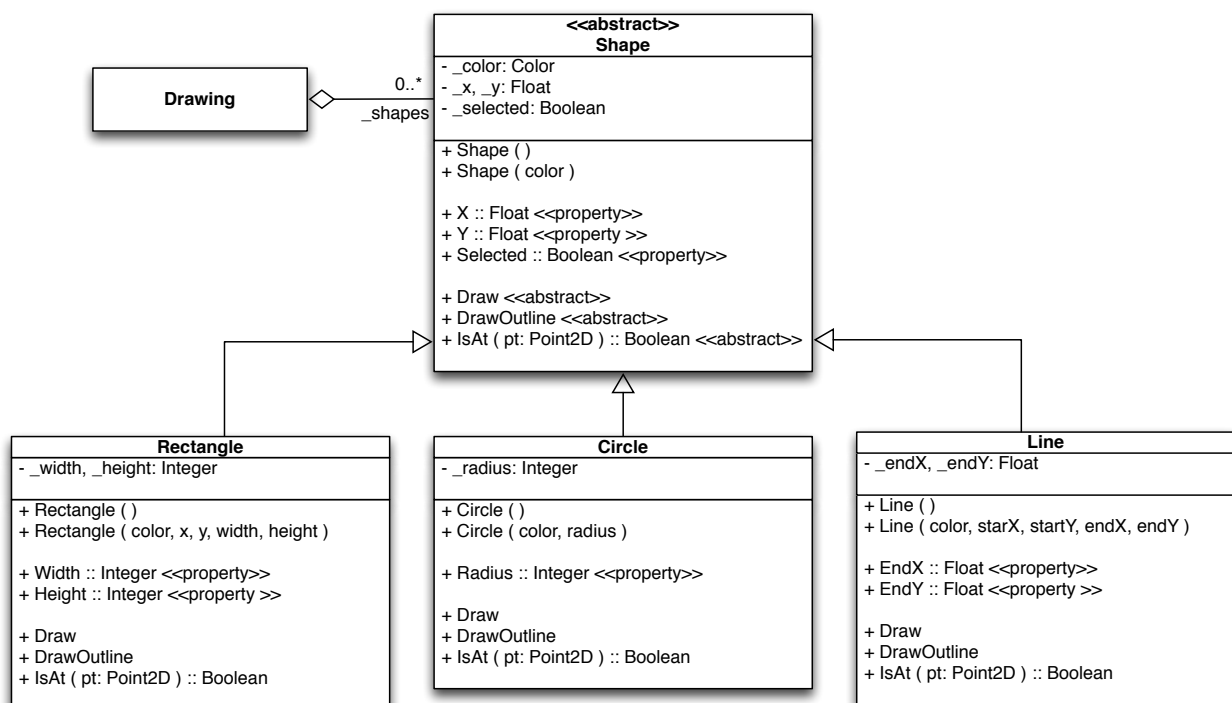 Drawing
0..*
_shapes
<<abstract>>
Shape
- _color: Color
- _x, _y: Float
- _selected: Boolean
+ Shape ( )
+ Shape ( color )
+ X :: Float <<property>>
+ Y :: Float <<property >>
+ Selected :: Boolean <<property>>
+ Draw <<abstract>>
+ DrawOutline <<abstract>>
+ IsAt ( pt: Point2D ) :: Boolean <<abstract>>
Rectangle
- _width, _height: Integer
+ Rectangle ( )
+ Rectangle ( color, x, y, width, height )
+ Width :: Integer <<property>>
+ Height :: Integer <<property >>
+ Draw
+ DrawOutline
+ IsAt ( pt: Point2D ) :: Boolean
Circle
- _radius: Integer
+ Circle ( )
+ Circle ( color, radius )
+ Radius :: Integer <<property>>
+ Draw
+ DrawOutline
+ IsAt ( pt: Point2D ) :: Boolean
Line
- _endX, _endY: Float
+ Line ( )
+ Line ( color, starX, startY, endX, endY )
+ EndX :: Float <<property>>
+ EndY :: Float <<property >>
+ Draw
+ DrawOutline
+ IsAt ( pt: Point2D ) :: Boolean